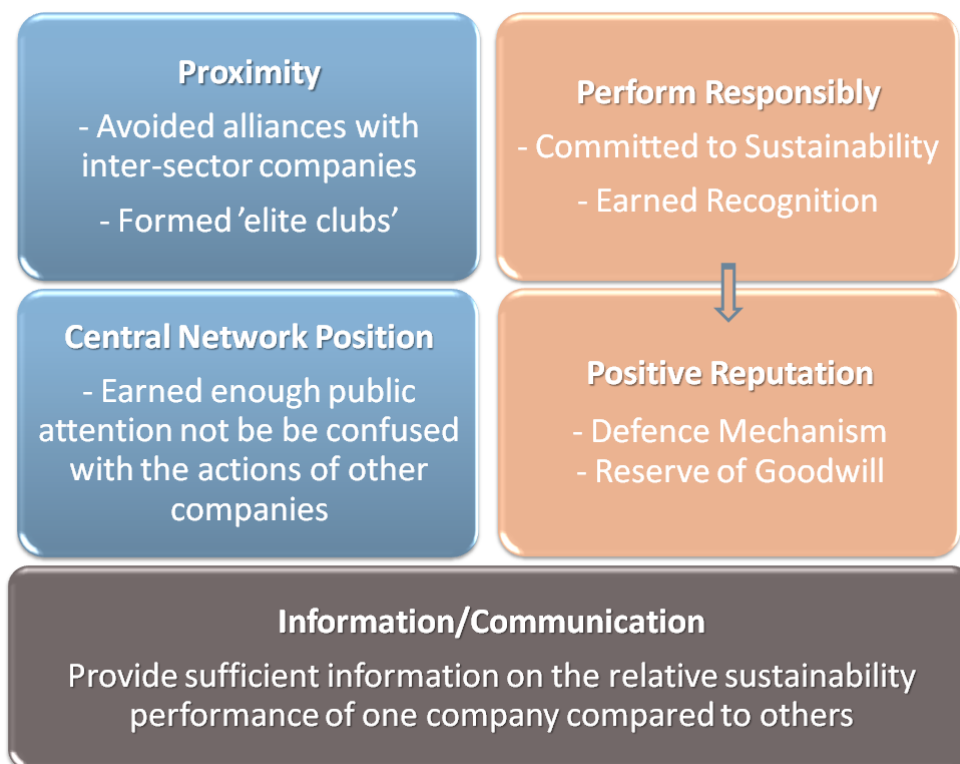 Proximity
- Avoided alliances with
inter-sector companies
- Formed 'elite clubs'
Perform Responsibly
- Committed to Sustainability
- Earned Recognition
Central Network Position
- Earned enough public
attention not be be confused
with the actions of other
companies
Positive Reputation
- Defence Mechanism
- Reserve of Goodwill
Information/Communication
Provide sufficient information on the relative sustainability
performance of one company compared to others